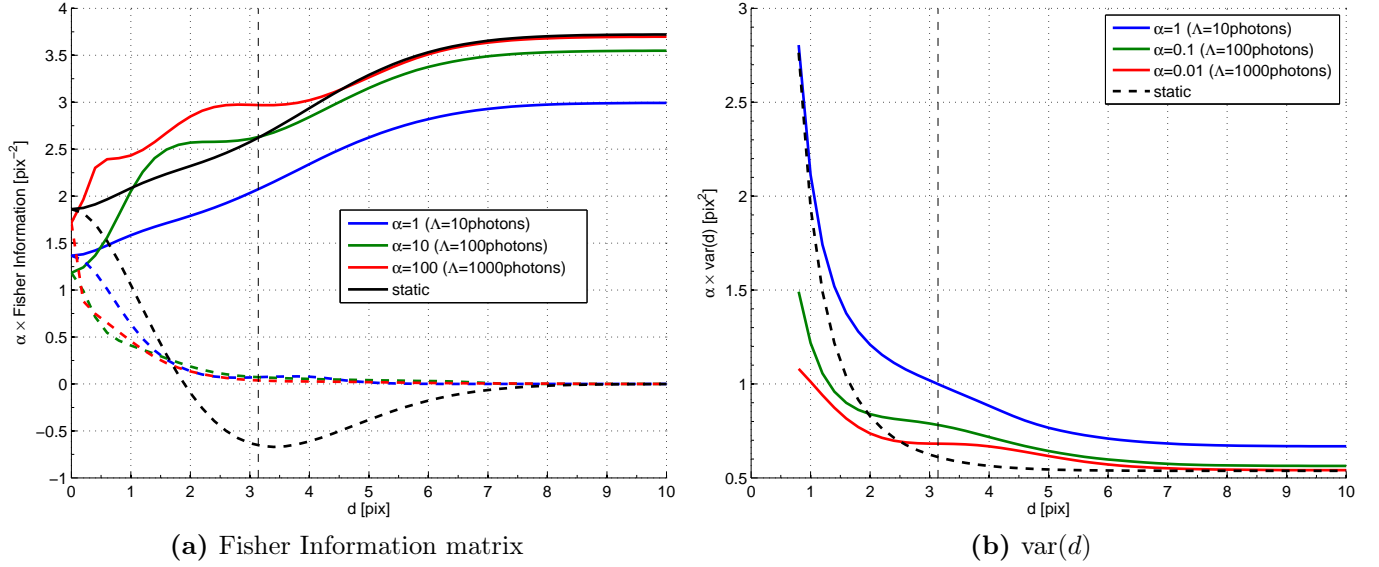 4
3.5
3
2.5
2
1.5
1
0.5
0
−0.5
−1
α × Fisher Information [pix⁻²]
α=1 (Λ=10photons)
α=10 (Λ=100photons)
α=100 (Λ=1000photons)
static
0 1 2 3 4 5 6 7 8 9 10
d [pix]
(a) Fisher Information matrix
3
2.5
2
1.5
1
0.5
α × var(d) [pix²]
α=1 (Λ=10photons)
α=0.1 (Λ=100photons)
α=0.01 (Λ=1000photons)
static
0 1 2 3 4 5 6 7 8 9 10
d [pix]
(b) var(d)